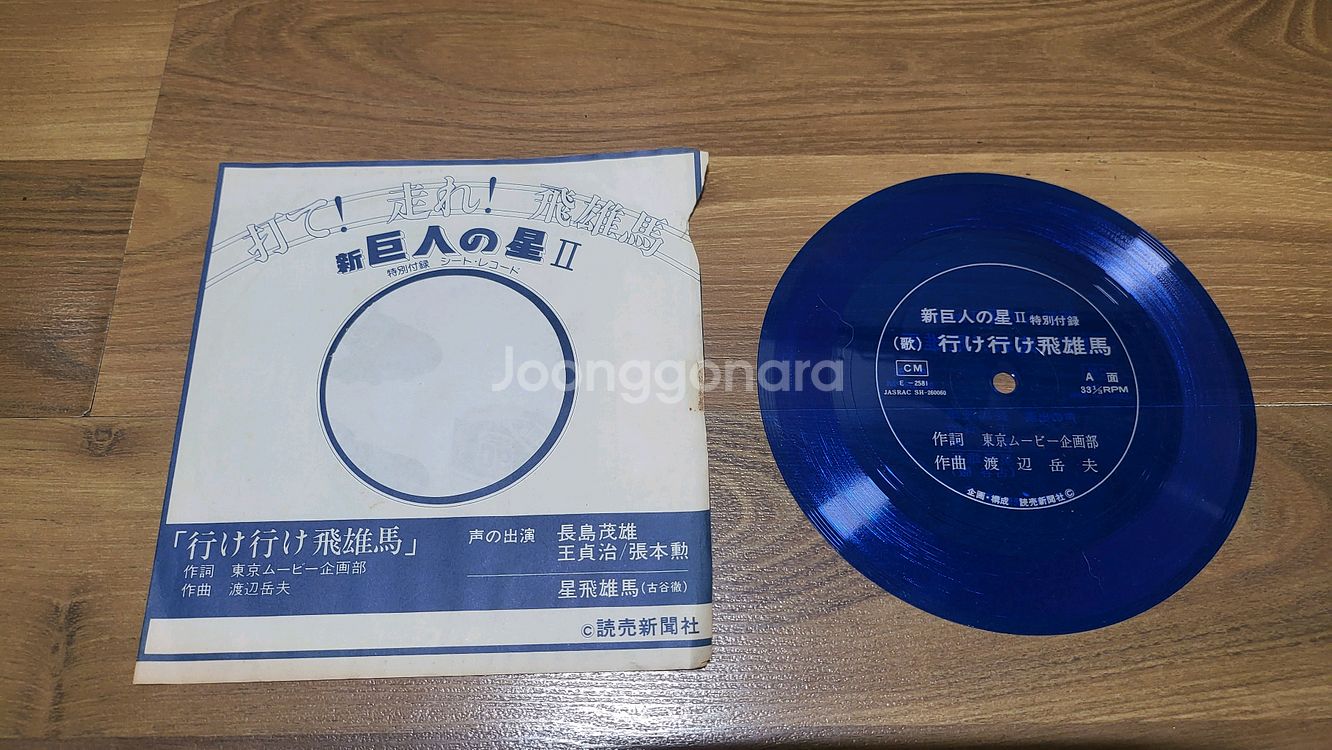 打て! 走れ! 飛雄馬
新巨人の星II
特別付録 シート・レコード
「行け行け飛雄馬」
作詞 東京ムービー企画部
作曲 渡辺岳夫
声の出演 長島茂雄
王貞治/張本勲
星飛雄馬(古谷徹)
©読売新聞社
Joonggonara
新巨人の星II特別付録
(歌) 行け行け飛雄馬
CM
E-2581
JASRAC SH-260060
A 面
33⅓RPM
作詞 東京ムービー企画部
作曲 渡辺岳夫
企画・構成 読売新聞社©